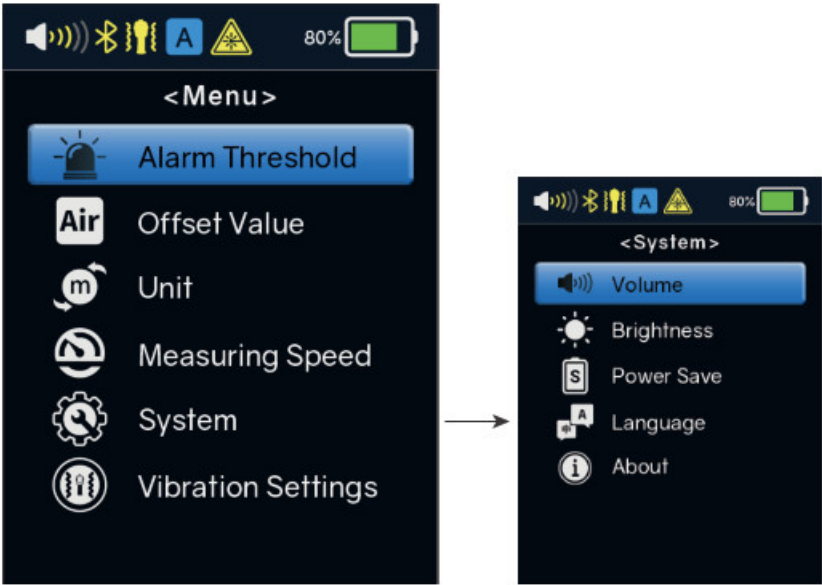 A
80%
<Menu>
Alarm Threshold
Air
Offset Value
m
Unit
Measuring Speed
System
Vibration Settings
A
80%
<System>
Volume
Brightness
S
Power Save
A
Language
i
About